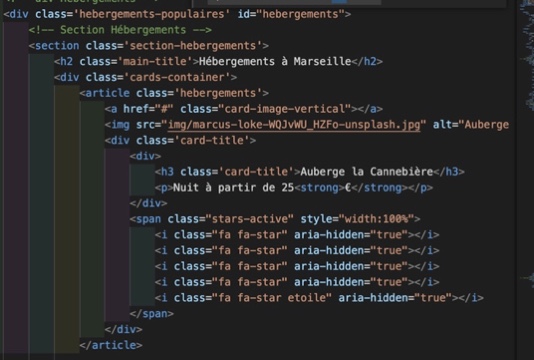 <div class='hebergements-populaires' id="hebergements">
<!-- Section Hébergements -->
<section class='section-hebergements'>
<h2 class='main-title'>Hébergements à Marseille</h2>
<div class='cards-container'>
<article class='hebergements'>
<a href="#" class="card-image-vertical"></a>
<img src="img/marcus-loke-WQJvWU_HZFo-unsplash.jpg" alt="Auberge
<div class='card-title'>
<div>
<h3 class='card-title'>Auberge la Cannebière</h3>
<p>Nuit à partir de 25<strong>€</strong></p>
</div>
<span class="stars-active" style="width:100%">
<i class="fa fa-star" aria-hidden="true"></i>
<i class="fa fa-star" aria-hidden="true"></i>
<i class="fa fa-star" aria-hidden="true"></i>
<i class="fa fa-star" aria-hidden="true"></i>
<i class="fa fa-star etoile" aria-hidden="true"></i>
</span>
</div>
</article>